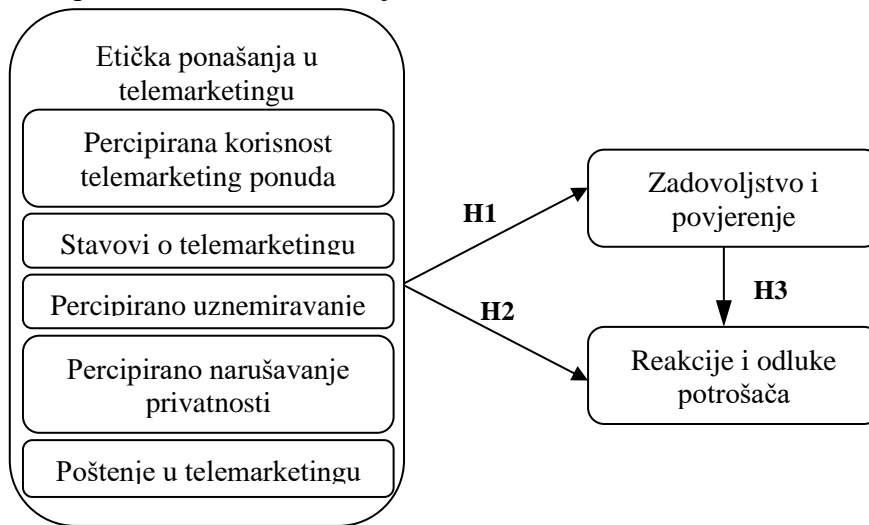 Etička ponašanja u
telemarketingu
Percipirana korisnost
telemarketing ponuda
Stavovi o telemarketingu
Percipirano uznemiravanje
Percipirano narušavanje
privatnosti
Poštenje u telemarketingu
H1
H2
Zadovoljstvo i
povjerenje
H3
Reakcije i odluke
potrošača